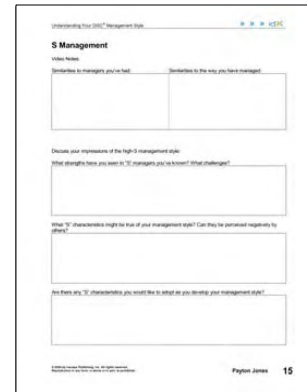 Understanding Your DiSC® Management Style
S Management
Video Notes:
Similarities to managers you've had: Similarities to the way you have managed:
Discuss your impressions of the high-S management style:
What strengths have you seen in "S" managers you've known? What challenges?
What "S" characteristics might be true of your management style? Can they be perceived negatively by
others?
Are there any "S" characteristics you would like to adopt as you develop your management style?
Payton Jones 15